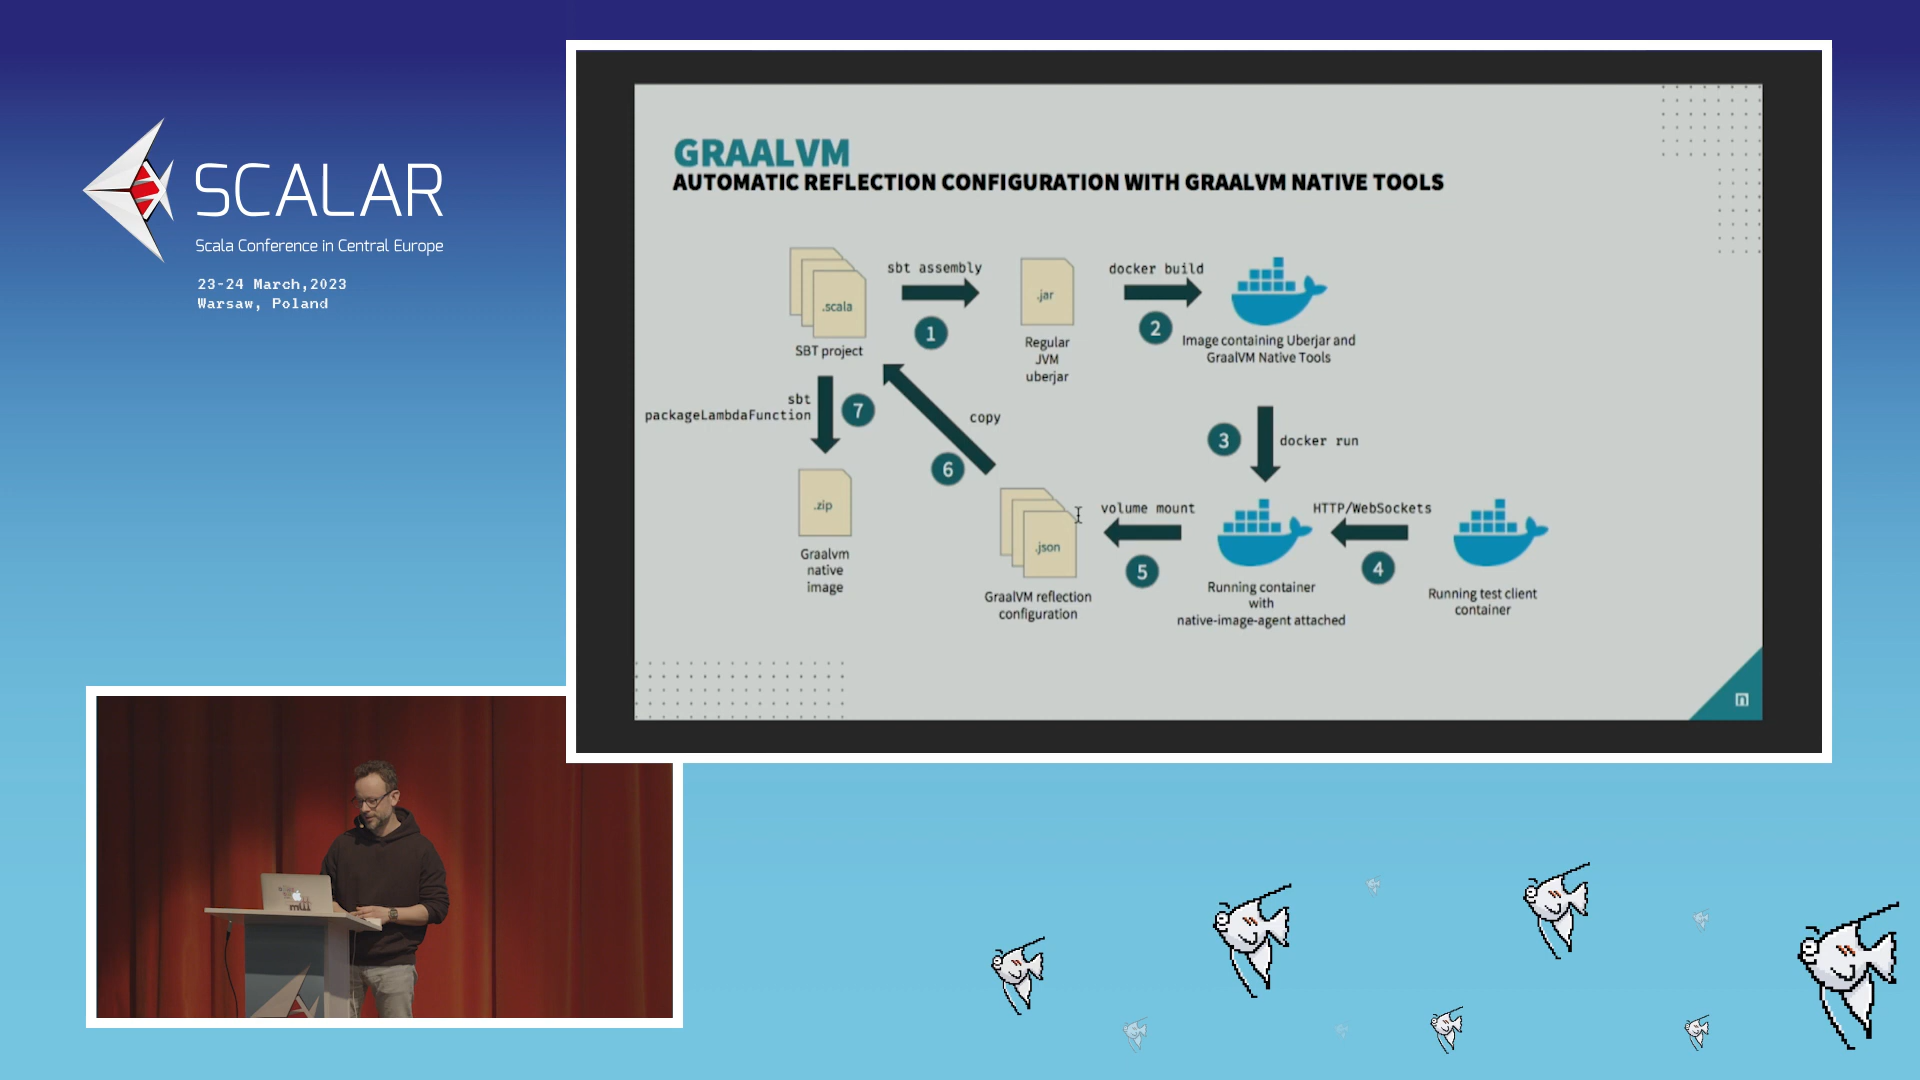 SCALAR
Scala Conference in Central Europe
23-24 March,2023
Warsaw, Poland
GRAALVM
AUTOMATIC REFLECTION CONFIGURATION WITH GRAALVM NATIVE TOOLS
.scala
SBT project
sbt assembly
1
.jar
Regular
JVM
uberjar
docker build
2
Image containing Uberjar and
GraalVM Native Tools
3
docker run
Running container
with
native-image-agent attached
HTTP/WebSockets
4
Running test client
container
volume mount
5
.json
GraalVM reflection
configuration
copy
6
sbt
packageLambdaFunction
7
.zip
Graalvm
native
image
n